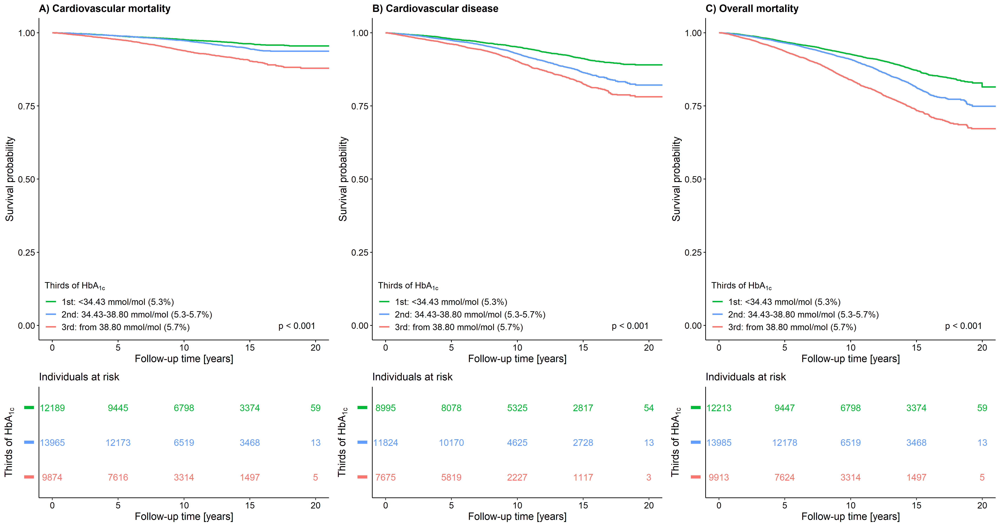 A) Cardiovascular mortality
1.00
0.75
0.50
0.25
0.00
Survival probability
Thirds of HbA1c
1st: <34.43 mmol/mol (5.3%)
2nd: 34.43-38.80 mmol/mol (5.3-5.7%)
3rd: from 38.80 mmol/mol (5.7%)
p < 0.001
0 5 10 15 20
Follow-up time [years]
Individuals at risk
Thirds of HbA1c
12189 9445 6798 3374 59
13965 12173 6519 3468 13
9874 7616 3314 1497 5
0 5 10 15 20
Follow-up time [years]
B) Cardiovascular disease
1.00
0.75
0.50
0.25
0.00
Survival probability
Thirds of HbA1c
1st: <34.43 mmol/mol (5.3%)
2nd: 34.43-38.80 mmol/mol (5.3-5.7%)
3rd: from 38.80 mmol/mol (5.7%)
p < 0.001
0 5 10 15 20
Follow-up time [years]
Individuals at risk
Thirds of HbA1c
8995 8078 5325 2817 54
11824 10170 4625 2728 13
7675 5819 2227 1117 3
0 5 10 15 20
Follow-up time [years]
C) Overall mortality
1.00
0.75
0.50
0.25
0.00
Survival probability
Thirds of HbA1c
1st: <34.43 mmol/mol (5.3%)
2nd: 34.43-38.80 mmol/mol (5.3-5.7%)
3rd: from 38.80 mmol/mol (5.7%)
p < 0.001
0 5 10 15 20
Follow-up time [years]
Individuals at risk
Thirds of HbA1c
12213 9447 6798 3374 59
13985 12178 6519 3468 13
9913 7624 3314 1497 5
0 5 10 15 20
Follow-up time [years]